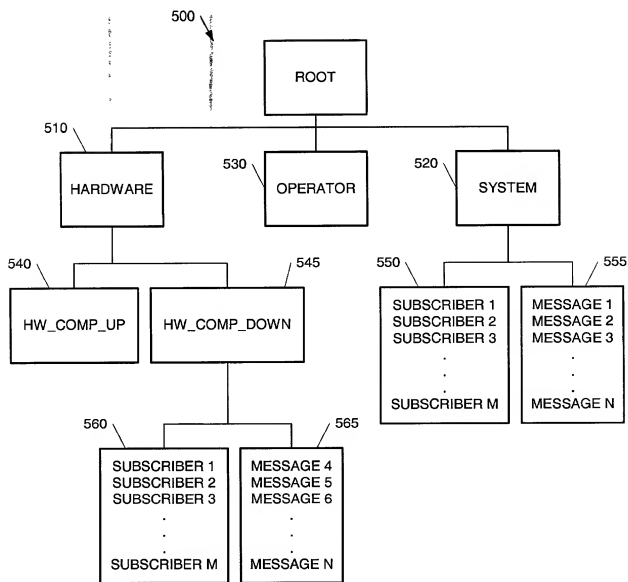 500
ROOT
510
HARDWARE
530
OPERATOR
520
SYSTEM
540
HW_COMP_UP
545
HW_COMP_DOWN
550
SUBSCRIBER 1
SUBSCRIBER 2
SUBSCRIBER 3
.
.
.
SUBSCRIBER M
555
MESSAGE 1
MESSAGE 2
MESSAGE 3
.
.
.
MESSAGE N
560
SUBSCRIBER 1
SUBSCRIBER 2
SUBSCRIBER 3
.
.
.
SUBSCRIBER M
565
MESSAGE 4
MESSAGE 5
MESSAGE 6
.
.
.
MESSAGE N